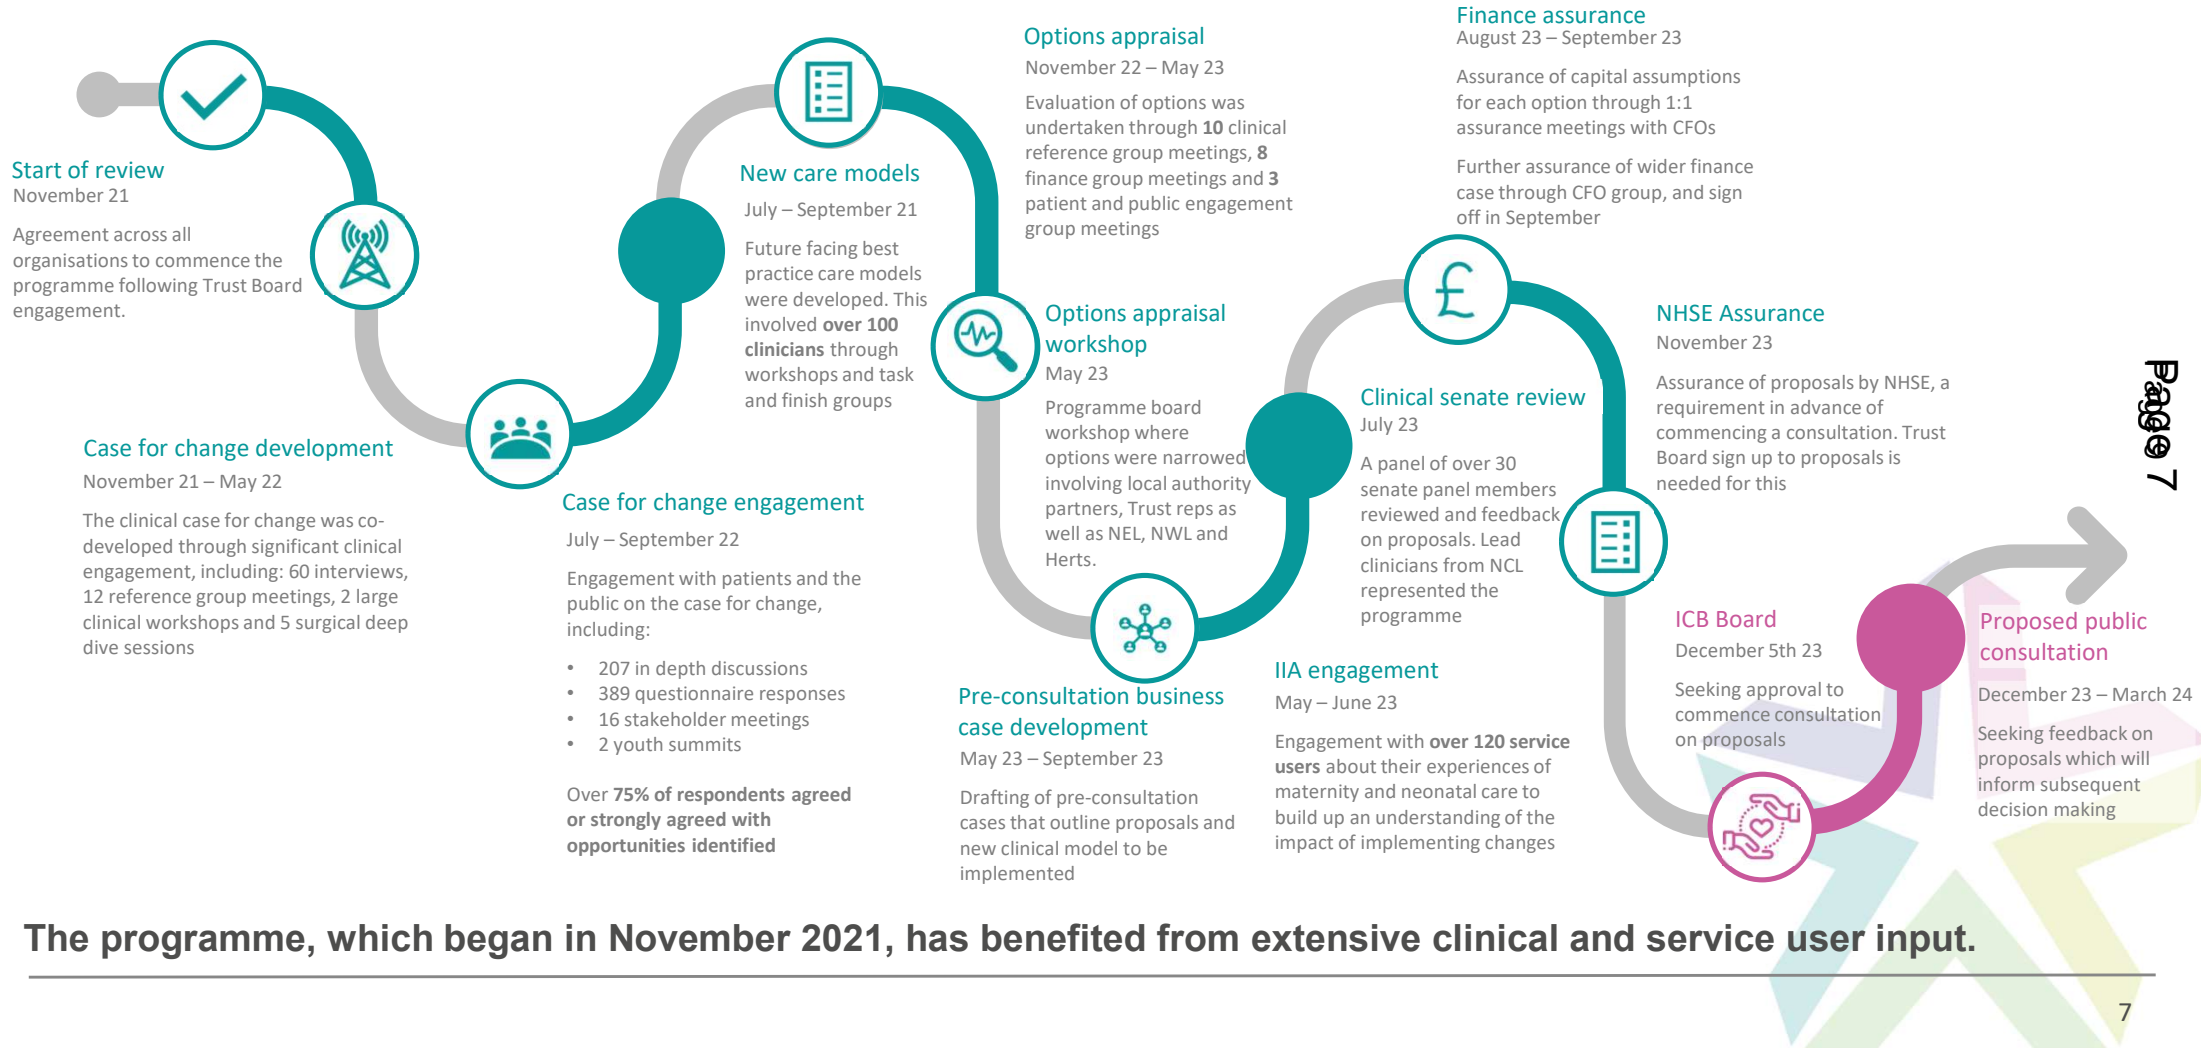 Start of review
November 21
Agreement across all
organisations to commence the
programme following Trust Board
engagement.
Case for change development
November 21 – May 22
The clinical case for change was co-
developed through significant clinical
engagement, including: 60 interviews,
12 reference group meetings, 2 large
clinical workshops and 5 surgical deep
dive sessions
Case for change engagement
July – September 22
Engagement with patients and the
public on the case for change,
including:
• 207 in depth discussions
• 389 questionnaire responses
• 16 stakeholder meetings
• 2 youth summits
Over 75% of respondents agreed
or strongly agreed with
opportunities identified
New care models
July – September 21
Future facing best
practice care models
were developed. This
involved over 100
clinicians through
workshops and task
and finish groups
Options appraisal
November 22 – May 23
Evaluation of options was
undertaken through 10 clinical
reference group meetings, 8
finance group meetings and 3
patient and public engagement
group meetings
Options appraisal
workshop
May 23
Programme board
workshop where
options were narrowed
involving local authority
partners, Trust reps as
well as NEL, NWL and
Herts.
Pre-consultation business
case development
May 23 – September 23
Drafting of pre-consultation
cases that outline proposals and
new clinical model to be
implemented
IIA engagement
May – June 23
Engagement with over 120 service
users about their experiences of
maternity and neonatal care to
build up an understanding of the
impact of implementing changes
Clinical senate review
July 23
A panel of over 30
senate panel members
reviewed and feedback
on proposals. Lead
clinicians from NCL
represented the
programme
Finance assurance
August 23 – September 23
Assurance of capital assumptions
for each option through 1:1
assurance meetings with CFOs
Further assurance of wider finance
case through CFO group, and sign
off in September
£
NHSE Assurance
November 23
Assurance of proposals by NHSE, a
requirement in advance of
commencing a consultation. Trust
Board sign up to proposals is
needed for this
ICB Board
December 5th 23
Seeking approval to
commence consultation
on proposals
Proposed public
consultation
December 23 – March 24
Seeking feedback on
proposals which will
inform subsequent
decision making
Page 7
The programme, which began in November 2021, has benefited from extensive clinical and service user input.
7